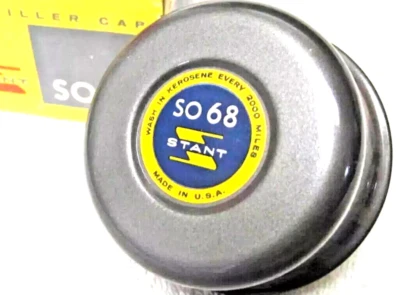 ILLER CAP
SO
WASH IN KEROSENE EVERY 2000 MILES
SO 68
STANT
MADE IN U.S.A.